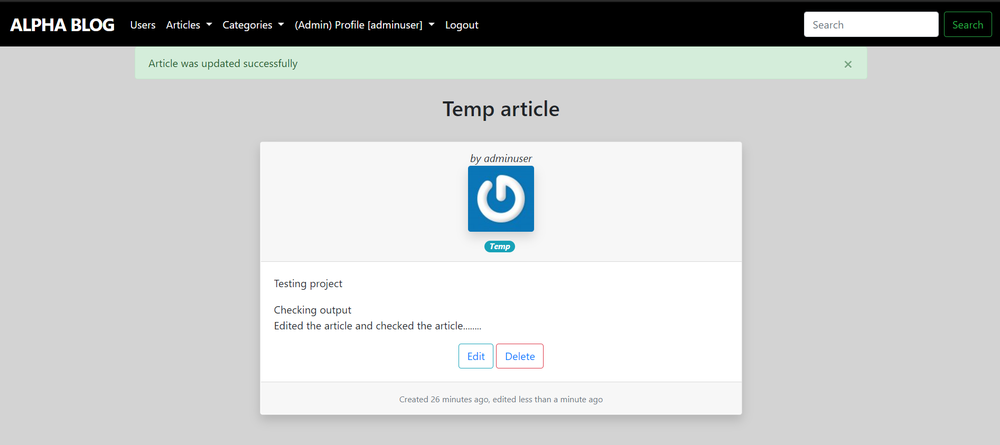 ALPHA BLOG Users Articles Categories (Admin) Profile [adminuser] Logout Search Search
Article was updated successfully ×
Temp article
by adminuser
Temp
Testing project
Checking output
Edited the article and checked the article........
Edit Delete
Created 26 minutes ago, edited less than a minute ago